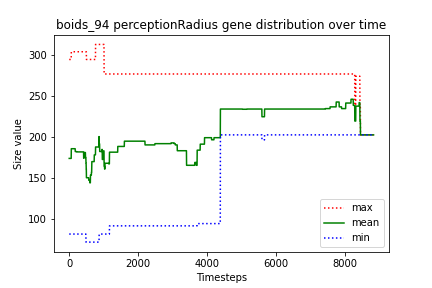 boids_94 perceptionRadius gene distribution over time
Size value
300
250
200
150
100
max
mean
min
0
2000
4000
6000
8000
Timesteps